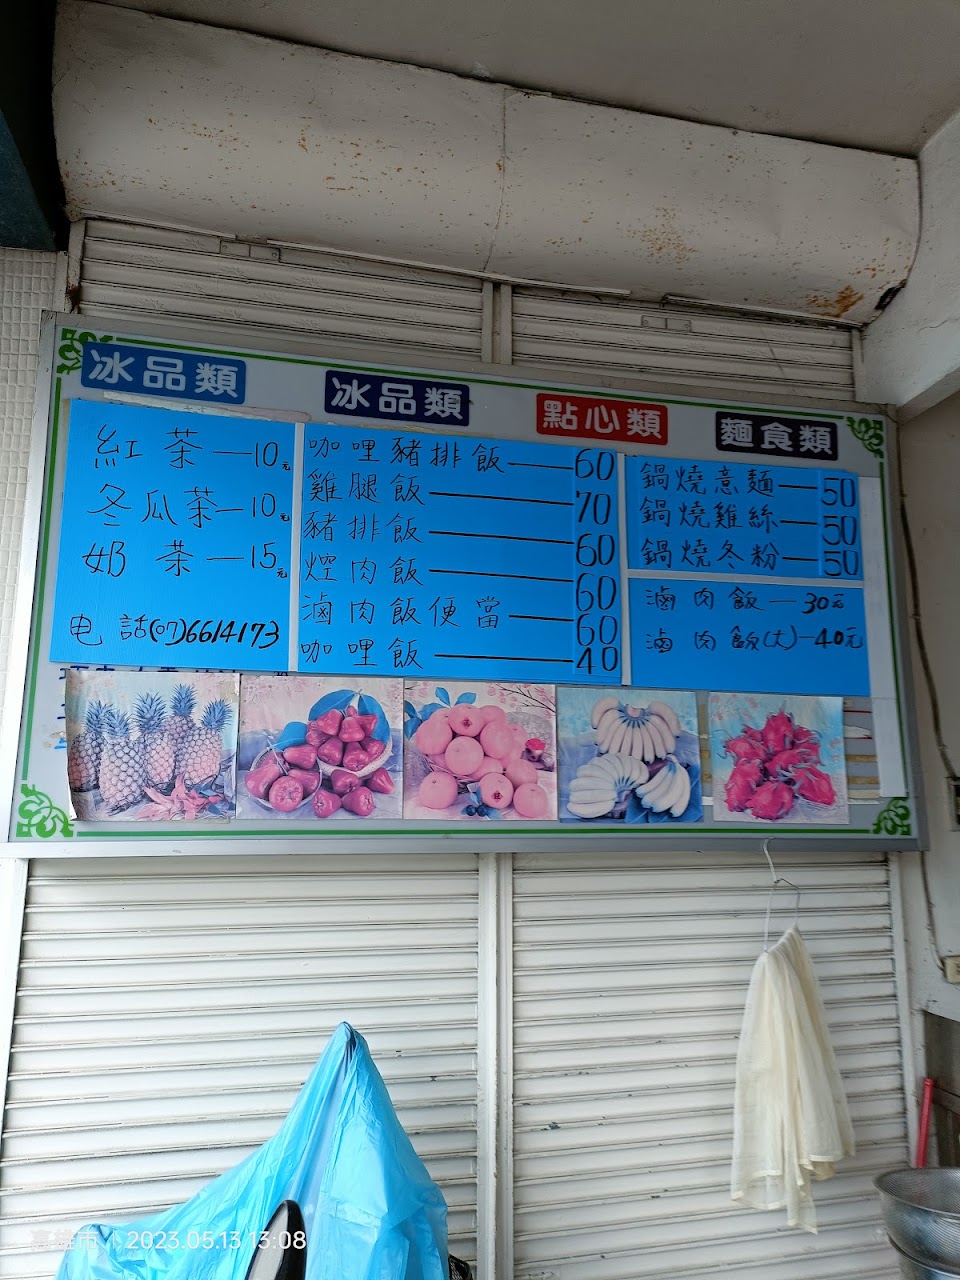 冰品類
冰品類
點心類
麵食類
紅茶—10元
冬瓜茶—10元
奶茶—15元
电話(07)6614173
咖哩豬排飯—60
雞腿飯—70
豬排飯—60
焢肉飯—60
滷肉飯便當—60
咖哩飯—40
鍋燒意麵—50
鍋燒雞絲—50
鍋燒冬粉—50
滷肉飯—30元
滷肉飯(大)—40元
高雄市 | 2023.05.13 13:08